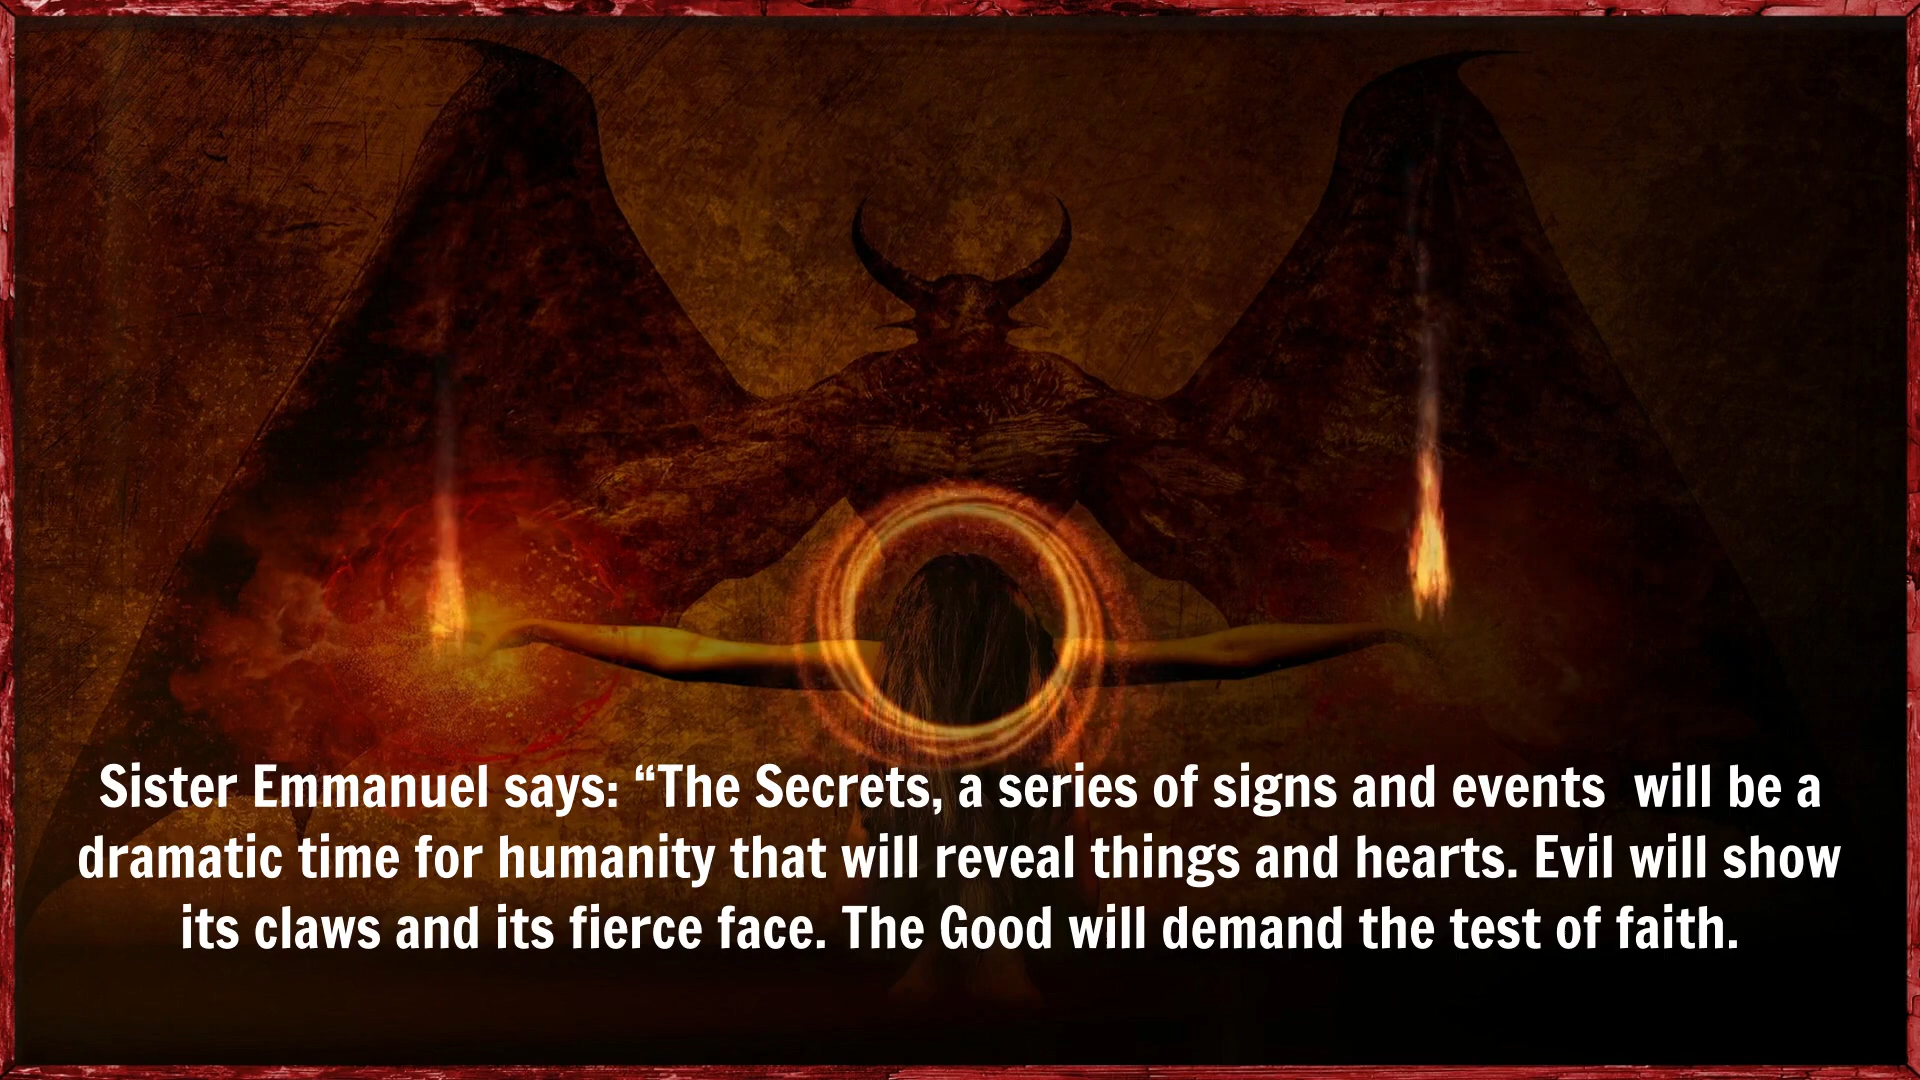 Sister Emmanuel says: “The Secrets, a series of signs and events  will be a
dramatic time for humanity that will reveal things and hearts. Evil will show
its claws and its fierce face. The Good will demand the test of faith.